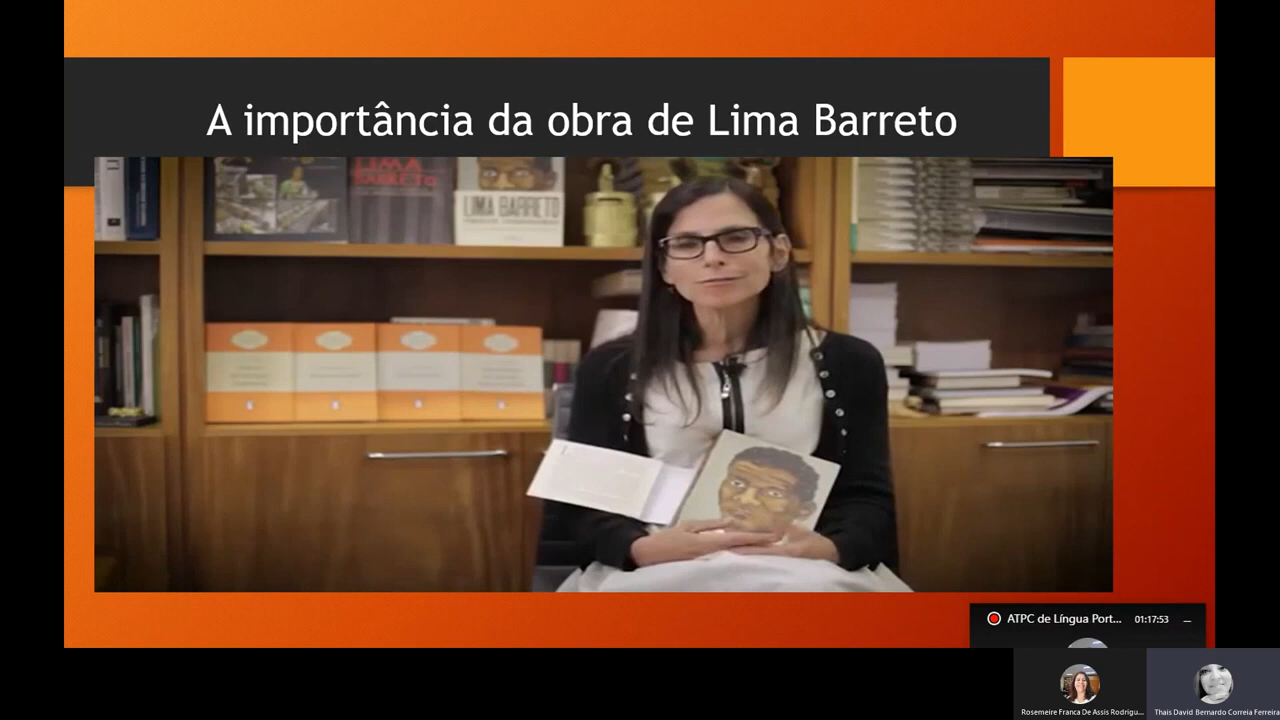 A importância da obra de Lima Barreto
LIMA
BARRETO
LIMA BARRETO
ATPC de Língua Port... 01:17:53
Rosemeire Franca De Assis Rodrigu...
Thais David Bernardo Correia Ferreira